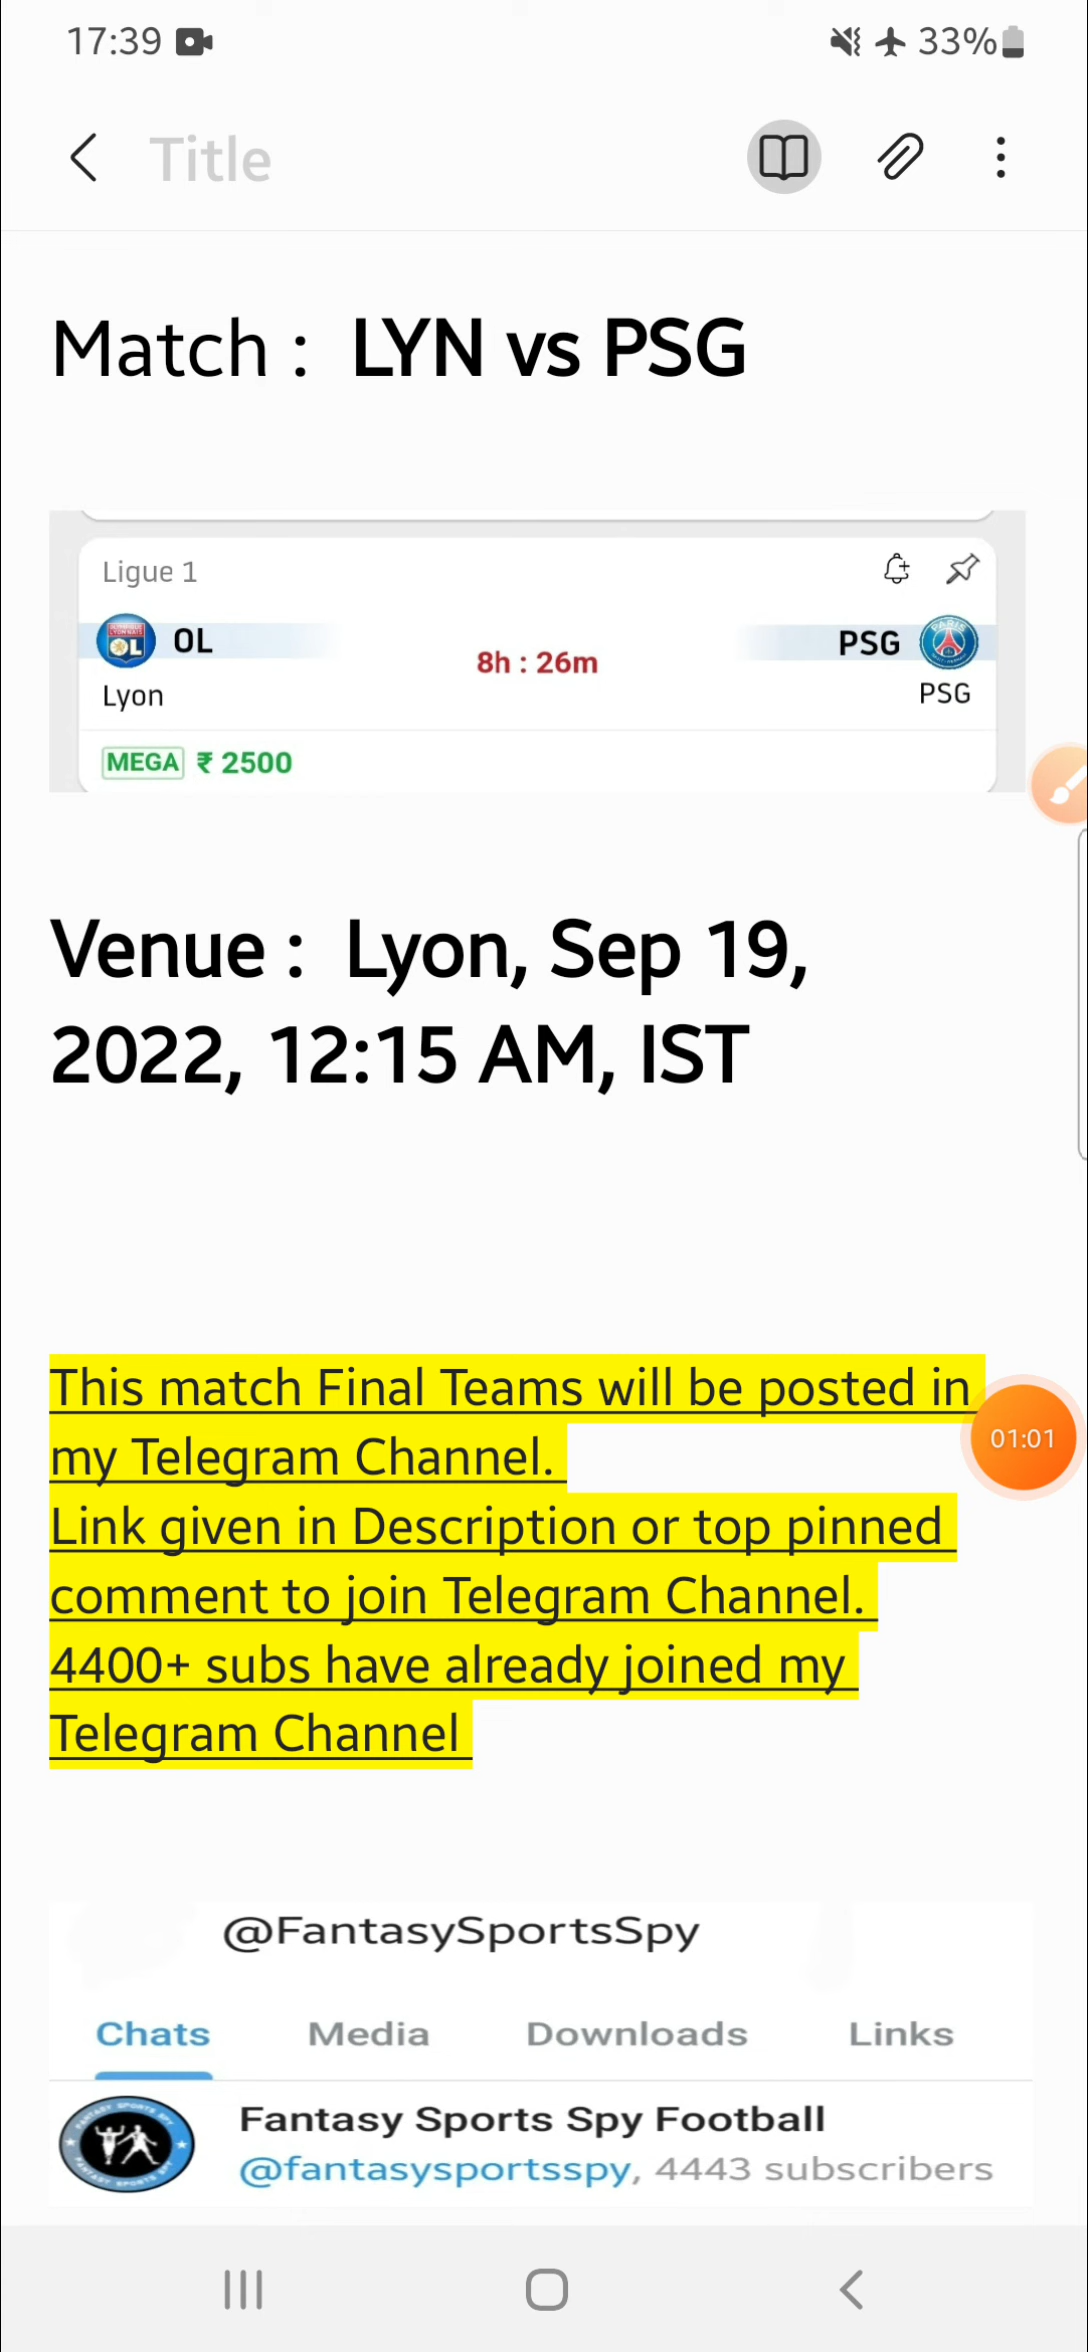 17:39 33%
Title
Match : LYN vs PSG
Ligue 1
OL 8h : 26m PSG
Lyon PSG
MEGA ₹ 2500
Venue : Lyon, Sep 19,
2022, 12:15 AM, IST
This match Final Teams will be posted in
my Telegram Channel.
01:01
Link given in Description or top pinned
comment to join Telegram Channel.
4400+ subs have already joined my
Telegram Channel
@FantasySportsSpy
Chats Media Downloads Links
Fantasy Sports Spy Football
@fantasysportsspy, 4443 subscribers